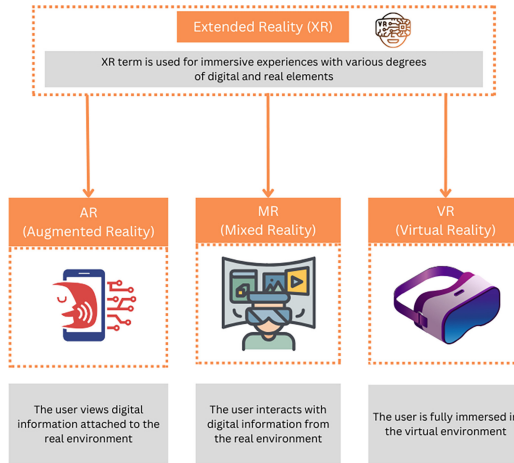 Extended Reality (XR)
VR
XR term is used for immersive experiences with various degrees
of digital and real elements
AR
(Augmented Reality)
MR
(Mixed Reality)
VR
(Virtual Reality)
The user views digital
information attached to the
real environment
The user interacts with
digital information from
the real environment
The user is fully immersed in
the virtual environment